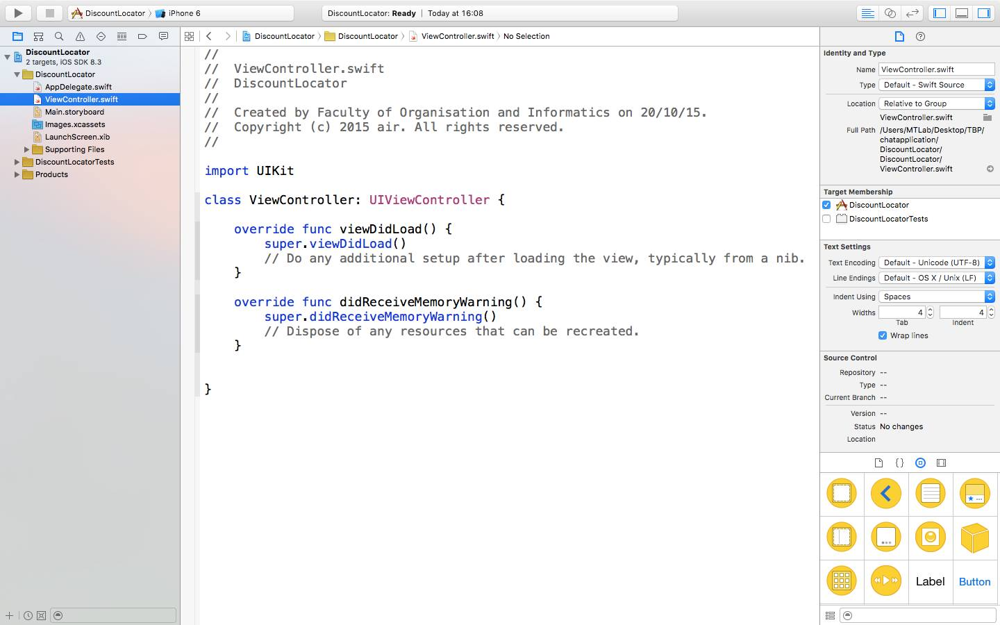 DiscountLocator 〉 iPhone 6
DiscountLocator: Ready | Today at 16:08
DiscountLocator 〉 DiscountLocator 〉 ViewController.swift 〉 No Selection
DiscountLocator
2 targets, iOS SDK 8.3
DiscountLocator
AppDelegate.swift
ViewController.swift
Main.storyboard
Images.xcassets
LaunchScreen.xib
Supporting Files
DiscountLocatorTests
Products
//
//  ViewController.swift
//  DiscountLocator
//
//  Created by Faculty of Organisation and Informatics on 20/10/15.
//  Copyright (c) 2015 air. All rights reserved.
//
import UIKit
class ViewController: UIViewController {
override func viewDidLoad() {
super.viewDidLoad()
// Do any additional setup after loading the view, typically from a nib.
}
override func didReceiveMemoryWarning() {
super.didReceiveMemoryWarning()
// Dispose of any resources that can be recreated.
}
}
Identity and Type
Name ViewController.swift
Type Default - Swift Source
Location Relative to Group
ViewController.swift
Full Path /Users/MTLab/Desktop/TBP/
chatapplication/
DiscountLocator/
DiscountLocator/
ViewController.swift
Target Membership
DiscountLocator
DiscountLocatorTests
Text Settings
Text Encoding Default - Unicode (UTF-8)
Line Endings Default - OS X / Unix (LF)
Indent Using Spaces
Widths 4 4
Tab Indent
Wrap lines
Source Control
Repository --
Type --
Current Branch --
Version --
Status No changes
Location
{}
Label Button